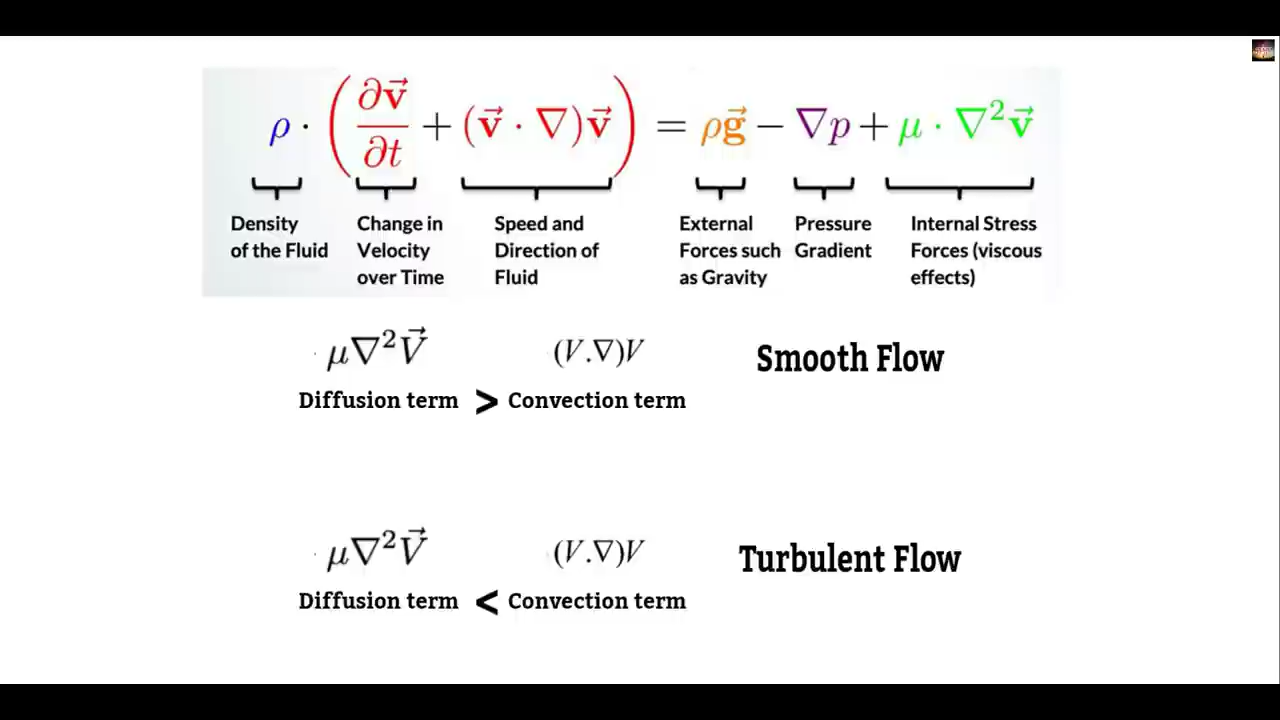 ρ · (∂v⃗/∂t + (v⃗ · ∇)v⃗) = ρg⃗ − ∇p + μ · ∇²v⃗
Density of the Fluid
Change in Velocity over Time
Speed and Direction of Fluid
External Forces such as Gravity
Pressure Gradient
Internal Stress Forces (viscous effects)
μ∇²V⃗ (V.∇)V Smooth Flow
Diffusion term > Convection term
μ∇²V⃗ (V.∇)V Turbulent Flow
Diffusion term < Convection term